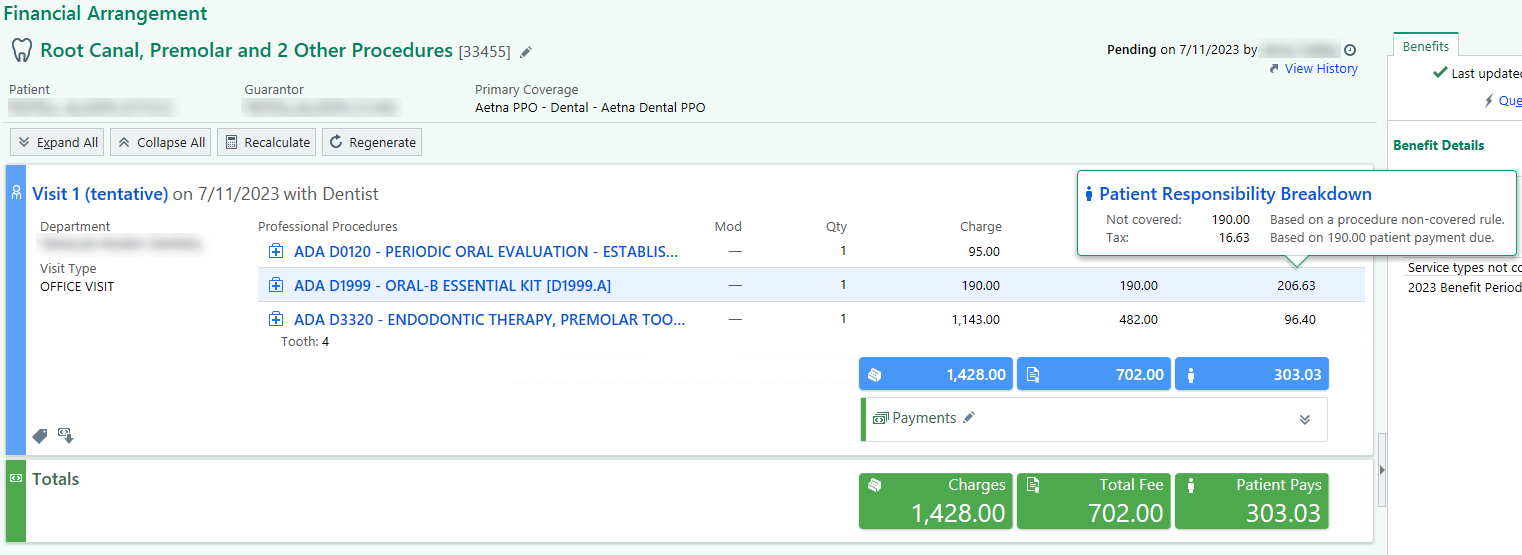 Financial Arrangement
Root Canal, Premolar and 2 Other Procedures [33455]
Pending on 7/11/2023 by
View History
Patient Guarantor Primary Coverage
Aetna PPO - Dental - Aetna Dental PPO
Expand All Collapse All Recalculate Regenerate
Visit 1 (tentative) on 7/11/2023 with Dentist
Department
Visit Type
OFFICE VISIT
Professional Procedures Mod Qty Charge
ADA D0120 - PERIODIC ORAL EVALUATION - ESTABLIS... — 1 95.00
ADA D1999 - ORAL-B ESSENTIAL KIT [D1999.A] — 1 190.00 190.00 206.63
ADA D3320 - ENDODONTIC THERAPY, PREMOLAR TOO... — 1 1,143.00 482.00 96.40
Tooth: 4
1,428.00 702.00 303.03
Payments
Patient Responsibility Breakdown
Not covered: 190.00 Based on a procedure non-covered rule.
Tax: 16.63 Based on 190.00 patient payment due.
Totals
Charges Total Fee Patient Pays
1,428.00 702.00 303.03
Benefits
Last updated
Que
Benefit Details
Service types not co
2023 Benefit Period